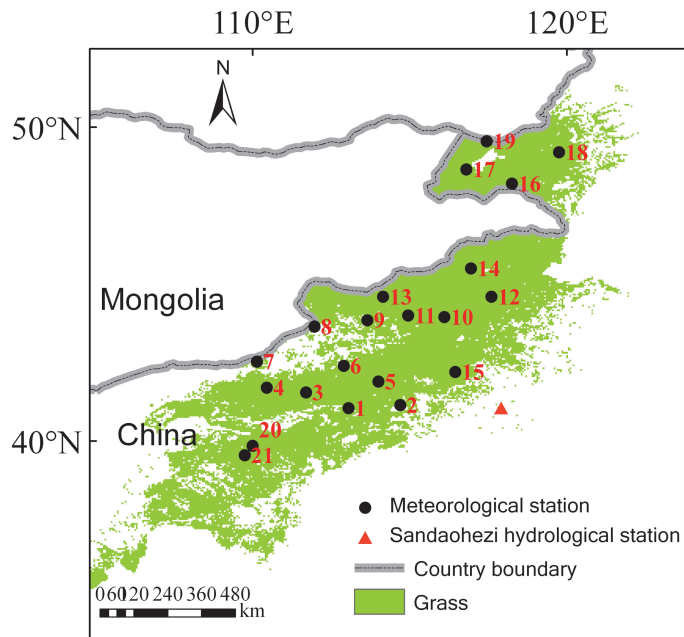 110°E 120°E
N
50°N
19
18
17
16
14
13
12
Mongolia
11
10
9
8
7
6
15
5
4
3
2
1
China
20
40°N
21
Meteorological station
Sandaohezi hydrological station
Country boundary
Grass
0 60 120 240 360 480
km